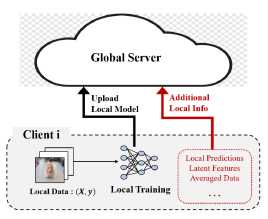 Global Server
Upload
Local Model
Additional
Local Info
Client i
Local Data : (X, y)
Local Training
Local Predictions
Latent Features
Averaged Data
...